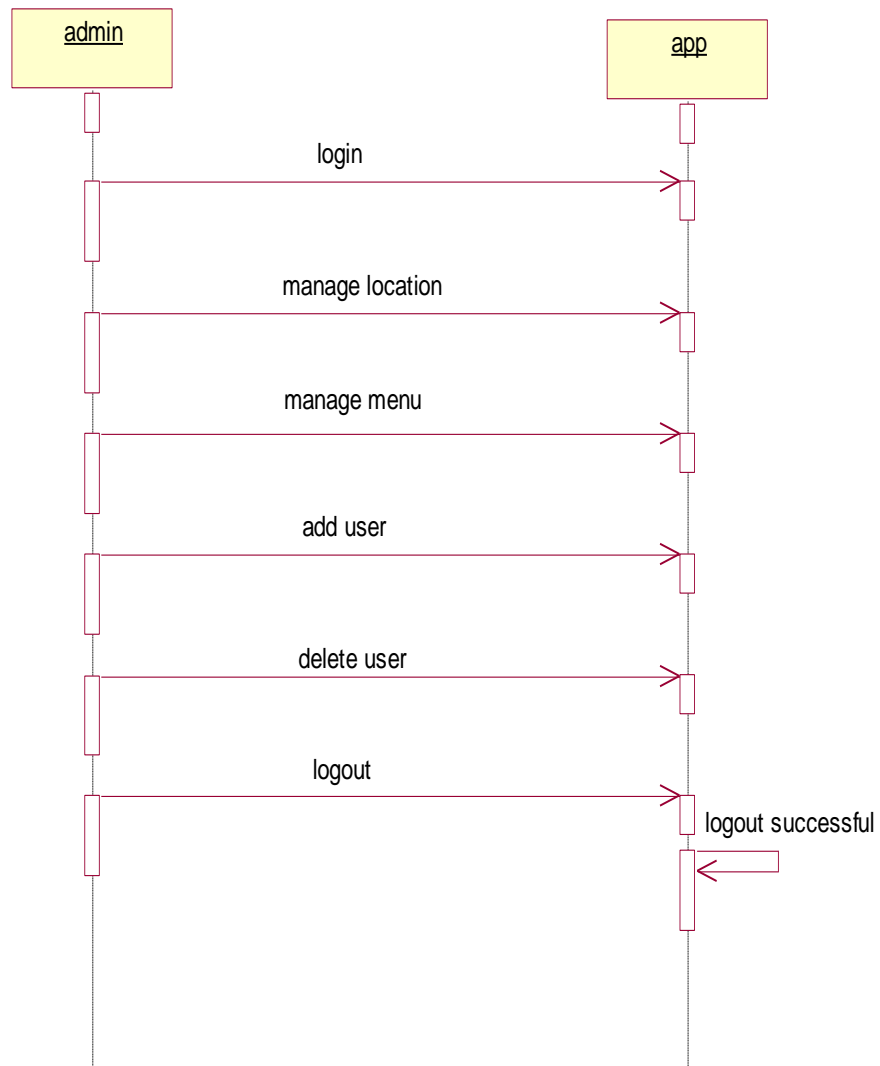 admin
app
login
manage location
manage menu
add user
delete user
logout
logout successful